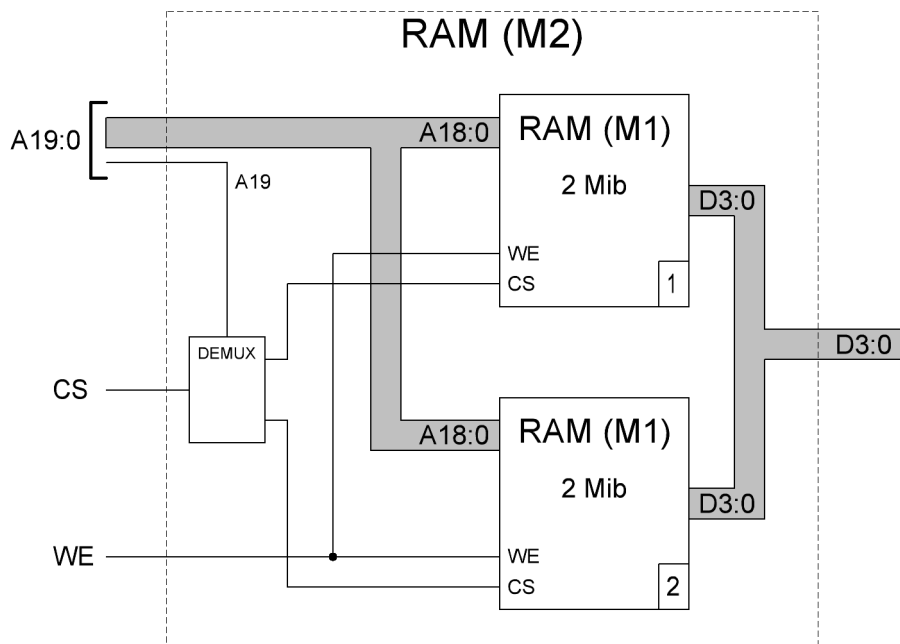 RAM (M2)
A19:0
A18:0
RAM (M1)
2 Mib
D3:0
A19
WE
CS
1
DEMUX
D3:0
CS
A18:0
RAM (M1)
2 Mib
D3:0
WE
WE
CS
2